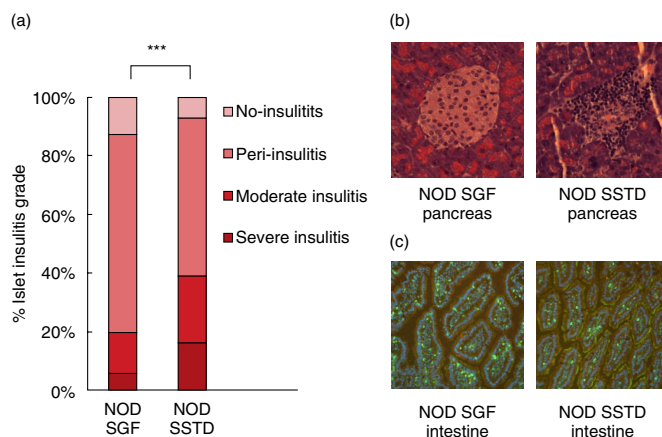 (a)
***
100%
80%
60%
40%
20%
0%
% Islet insulitis grade
NOD
SGF
NOD
SSTD
No-insulitits
Peri-insulitis
Moderate insulitis
Severe insulitis
(b)
NOD SGF
pancreas
NOD SSTD
pancreas
(c)
NOD SGF
intestine
NOD SSTD
intestine